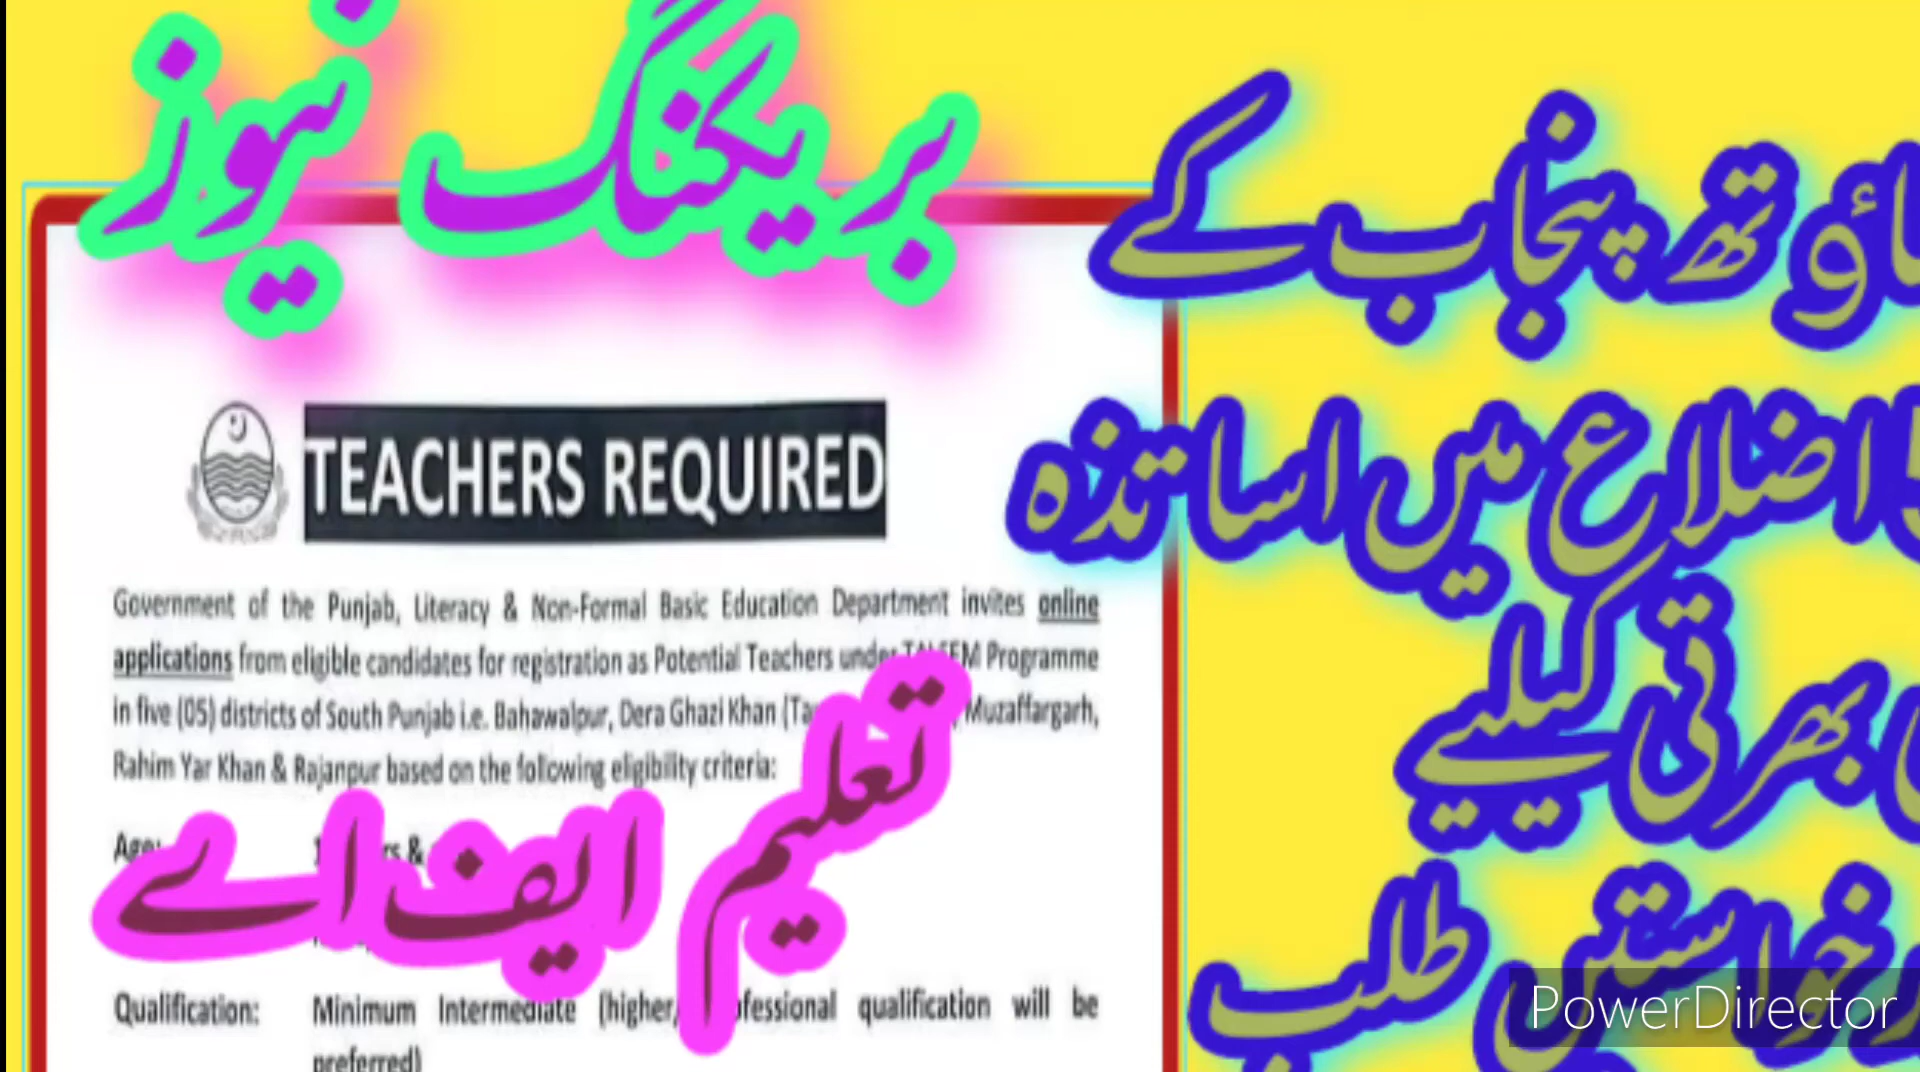 بریکنگ نیوز
پنجاب کے
اضلاع میں اساتذہ
بھرتی کیلیے
طلب
TEACHERS REQUIRED
Government of the Punjab, Literacy & Non-Formal Basic Education Department invites online
applications from eligible candidates for registration as Potential Teachers under Programme
in five (05) districts of South Punjab i.e. Bahawalpur, Dera Ghazi Khan Muzaffargarh,
Rahim Yar Khan & Rajanpur based on the following eligibility criteria:
تعلیم ایف اے
Age: &
Qualification: Minimum Intermediate (higher, qualification will be
preferred)
PowerDirector